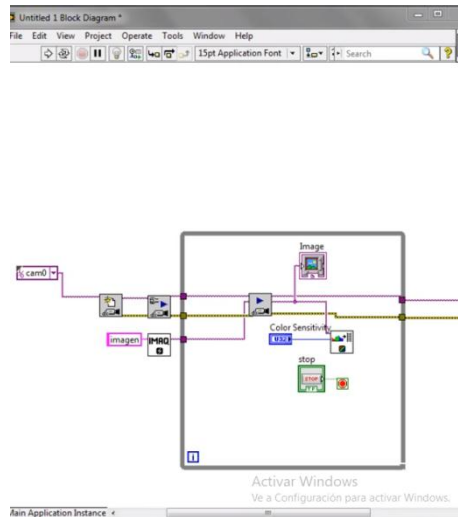 Untitled 1 Block Diagram *
File Edit View Project Operate Tools Window Help
15pt Application Font Search
Image
cam0
imagen IMAQ
Color Sensitivity
U32
stop
STOP
TF
i
Activar Windows
Ve a Configuración para activar Windows.
Main Application Instance